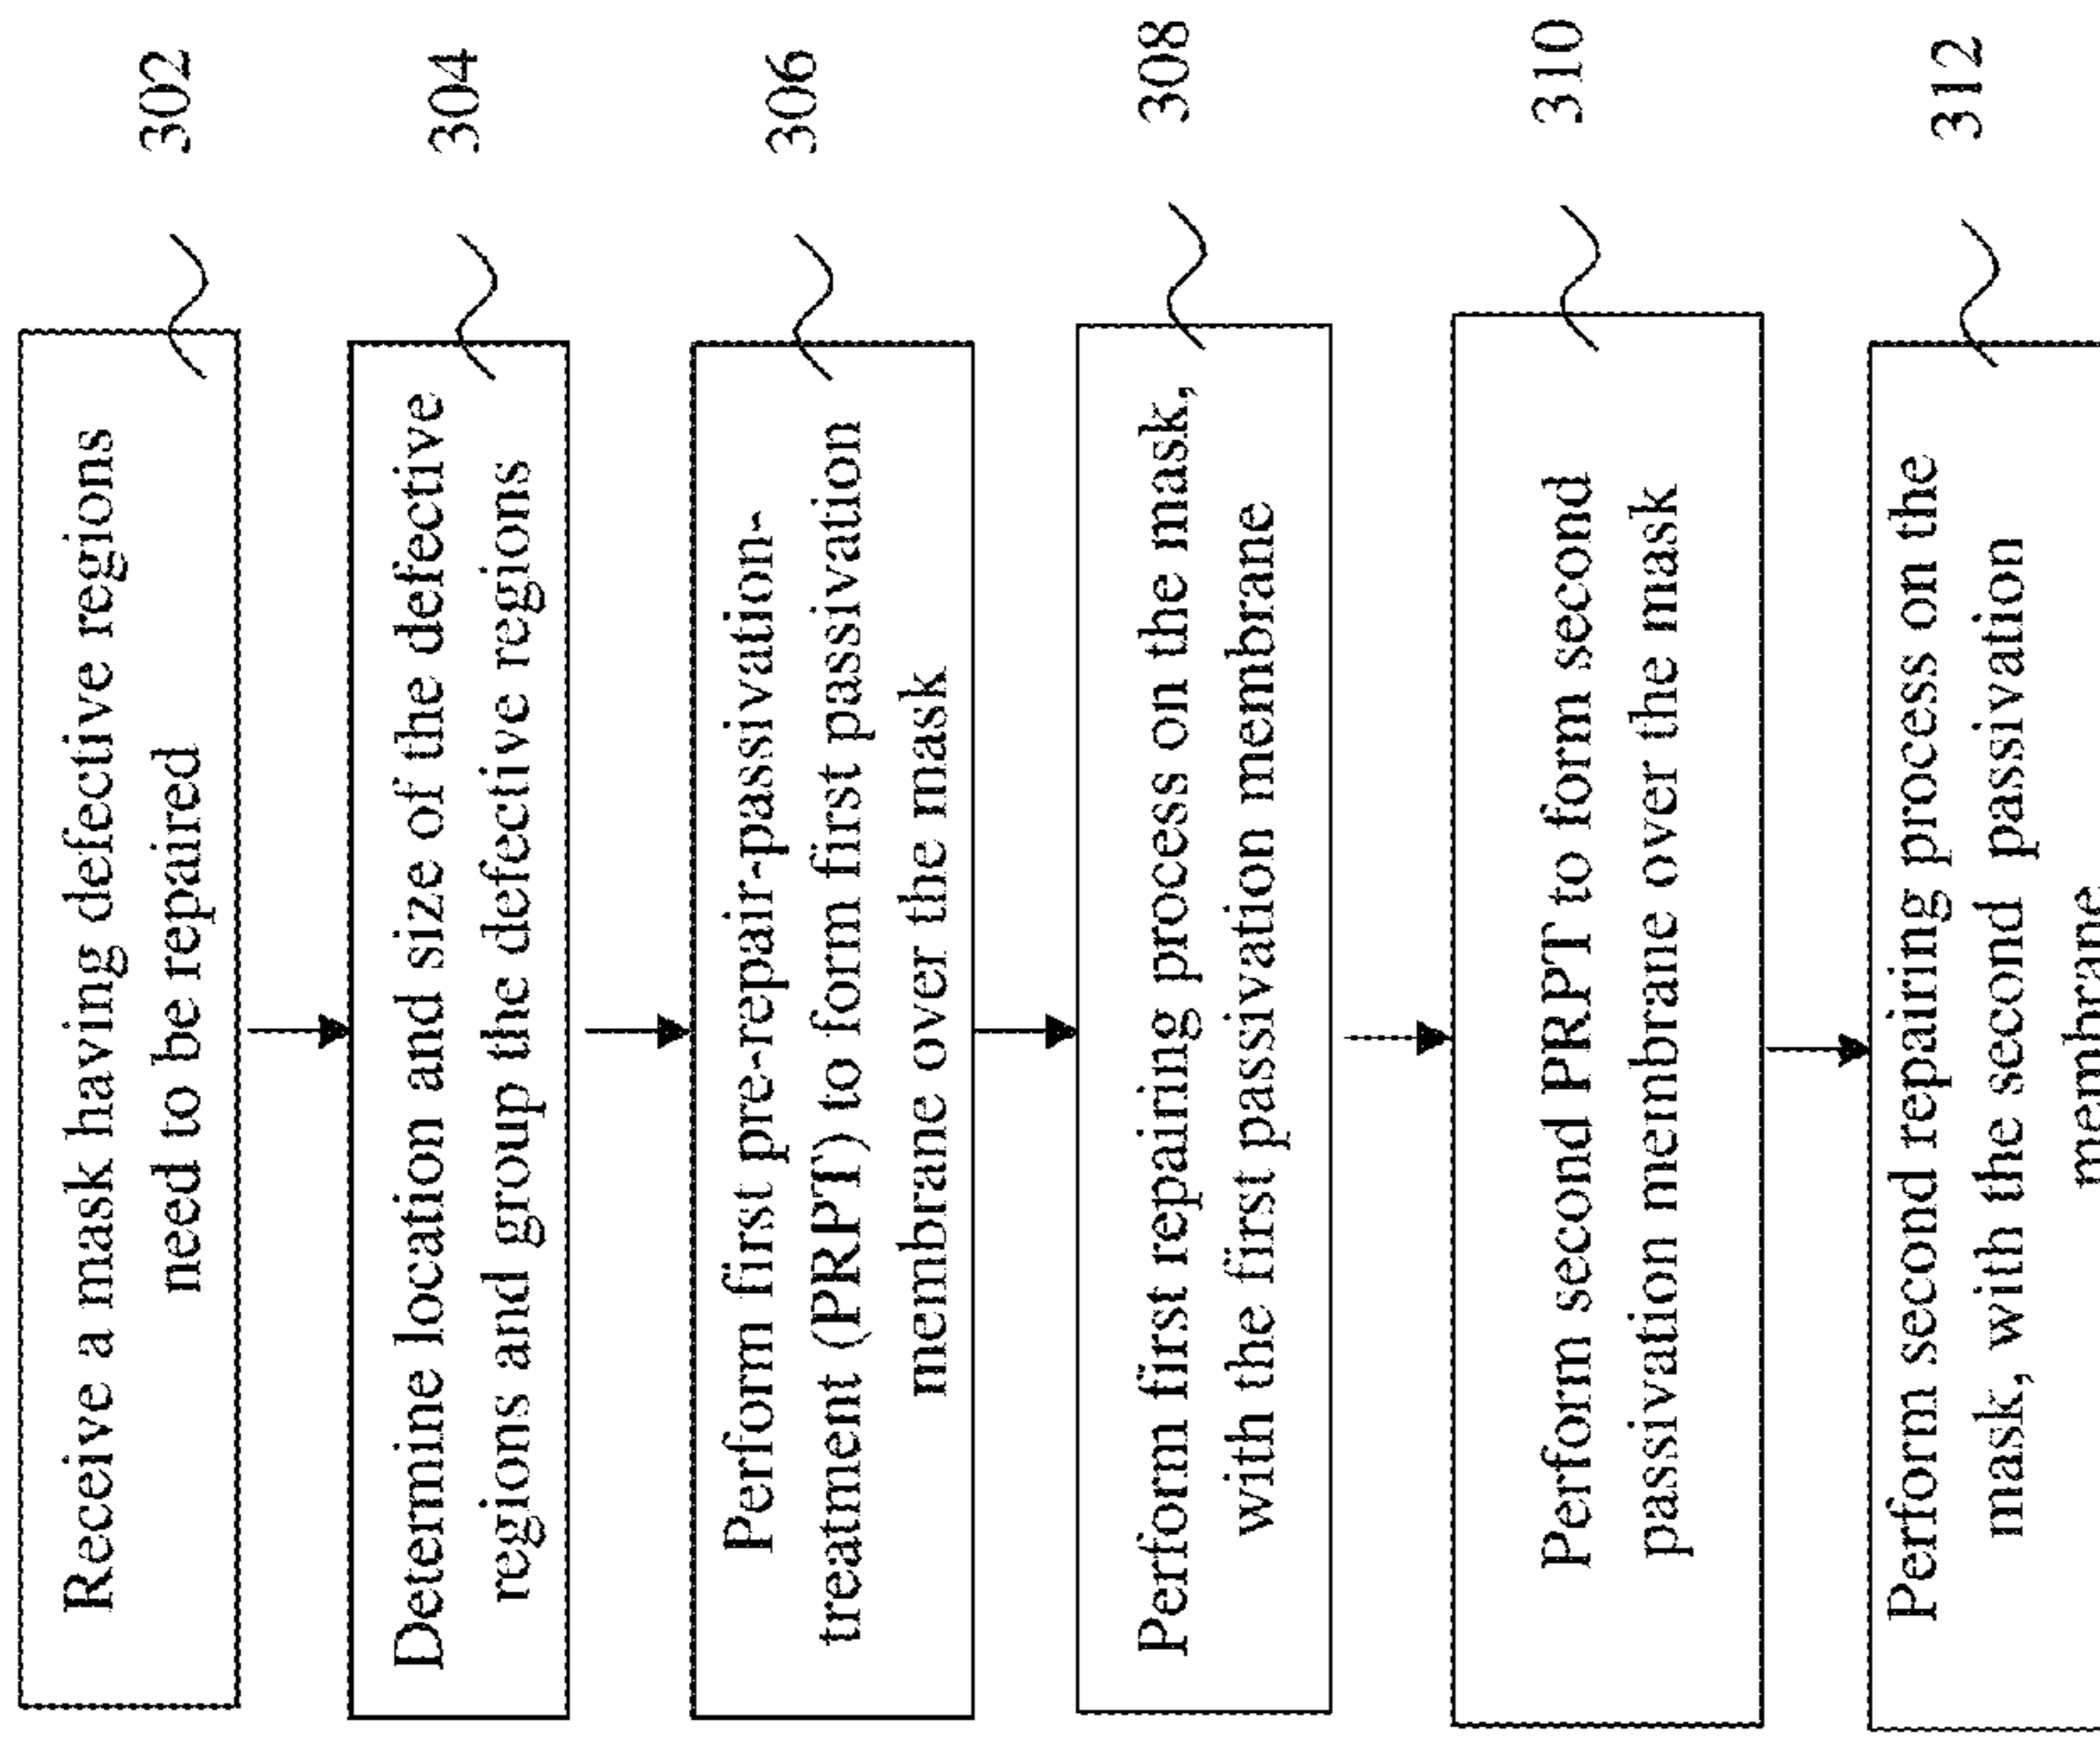 Receive a mask having defective regions
need to be repaired
302
Determine location and size of the defective
regions and group the defective regions
304
Perform first pre-repair-passivation-
treatment (PRPT) to form first passivation
membrane over the mask
306
Perform first repairing process on the mask,
with the first passivation membrane
308
Perform second PRPT to form second
passivation membrane over the mask
310
Perform second repairing process on the
mask, with the second passivation
membrane
312